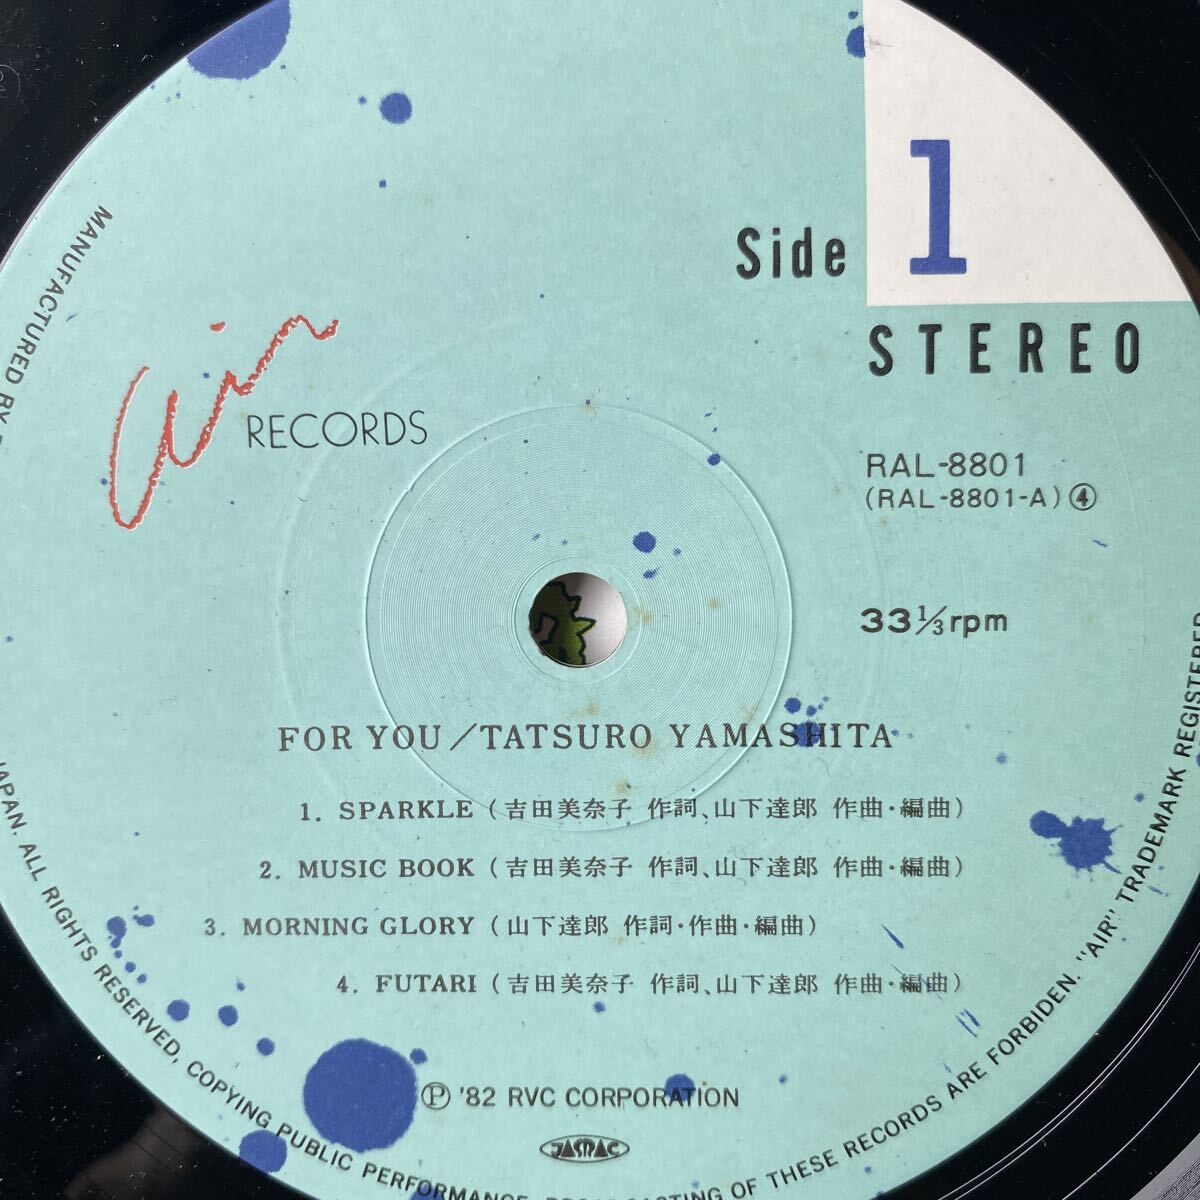 Side 1
STEREO
Air RECORDS
RAL-8801
(RAL-8801-A) ④
33 1/3 rpm
FOR YOU/TATSURO YAMASHITA
1. SPARKLE (吉田美奈子 作詞、山下達郎 作曲・編曲)
2. MUSIC BOOK (吉田美奈子 作詞、山下達郎 作曲・編曲)
3. MORNING GLORY (山下達郎 作詞・作曲・編曲)
4. FUTARI (吉田美奈子 作詞、山下達郎 作曲・編曲)
Ⓟ '82 RVC CORPORATION
JASRAC
MANUFACTURED BY
JAPAN. ALL RIGHTS RESERVED, COPYING PUBLIC PERFORMANCE, BROADCASTING OF THESE RECORDS ARE FORBIDEN. "AIR" TRADEMARK REGISTERED